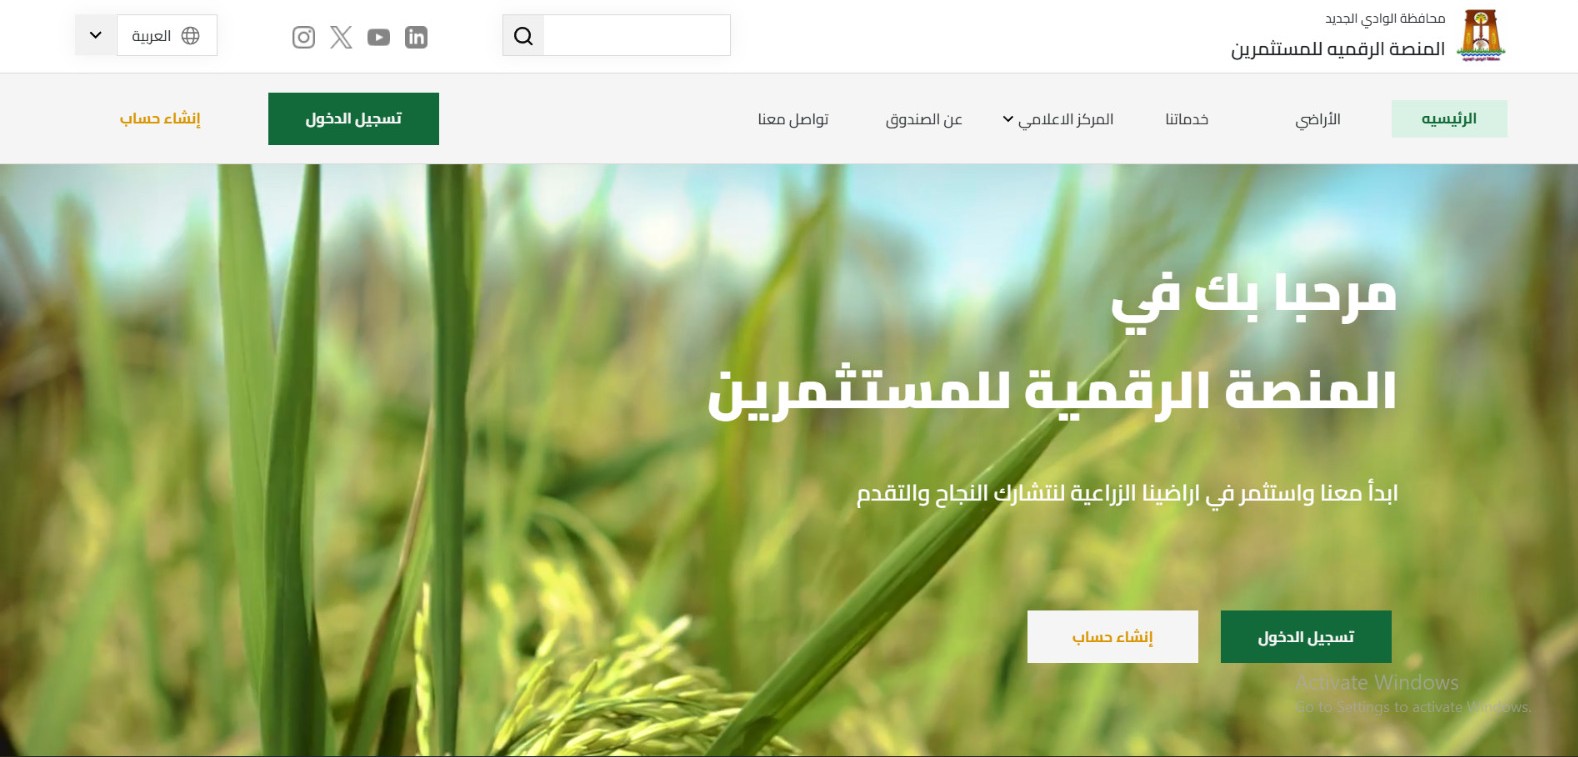 محافظة الوادي الجديد
المنصة الرقميه للمستثمرين
العربية
الرئيسيه
الأراضي
خدماتنا
المركز الاعلامي
عن الصندوق
تواصل معنا
تسجيل الدخول
إنشاء حساب
مرحبا بك في
المنصة الرقمية للمستثمرين
ابدأ معنا واستثمر في اراضينا الزراعية لنتشارك النجاح والتقدم
تسجيل الدخول
إنشاء حساب
Activate Windows
Go to Settings to activate Windows.